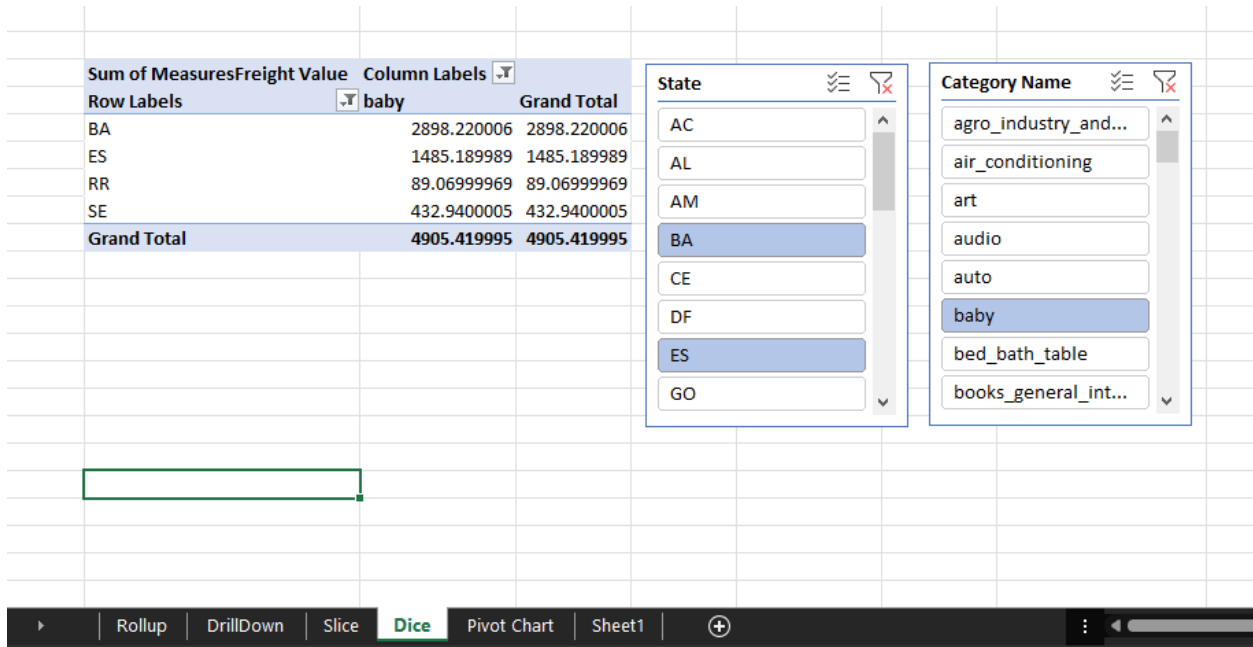 Sum of MeasuresFreight Value Column Labels
Row Labels baby Grand Total
BA 2898.220006 2898.220006
ES 1485.189989 1485.189989
RR 89.06999969 89.06999969
SE 432.9400005 432.9400005
Grand Total 4905.419995 4905.419995
State
AC
AL
AM
BA
CE
DF
ES
GO
Category Name
agro_industry_and...
air_conditioning
art
audio
auto
baby
bed_bath_table
books_general_int...
Rollup DrillDown Slice Dice Pivot Chart Sheet1